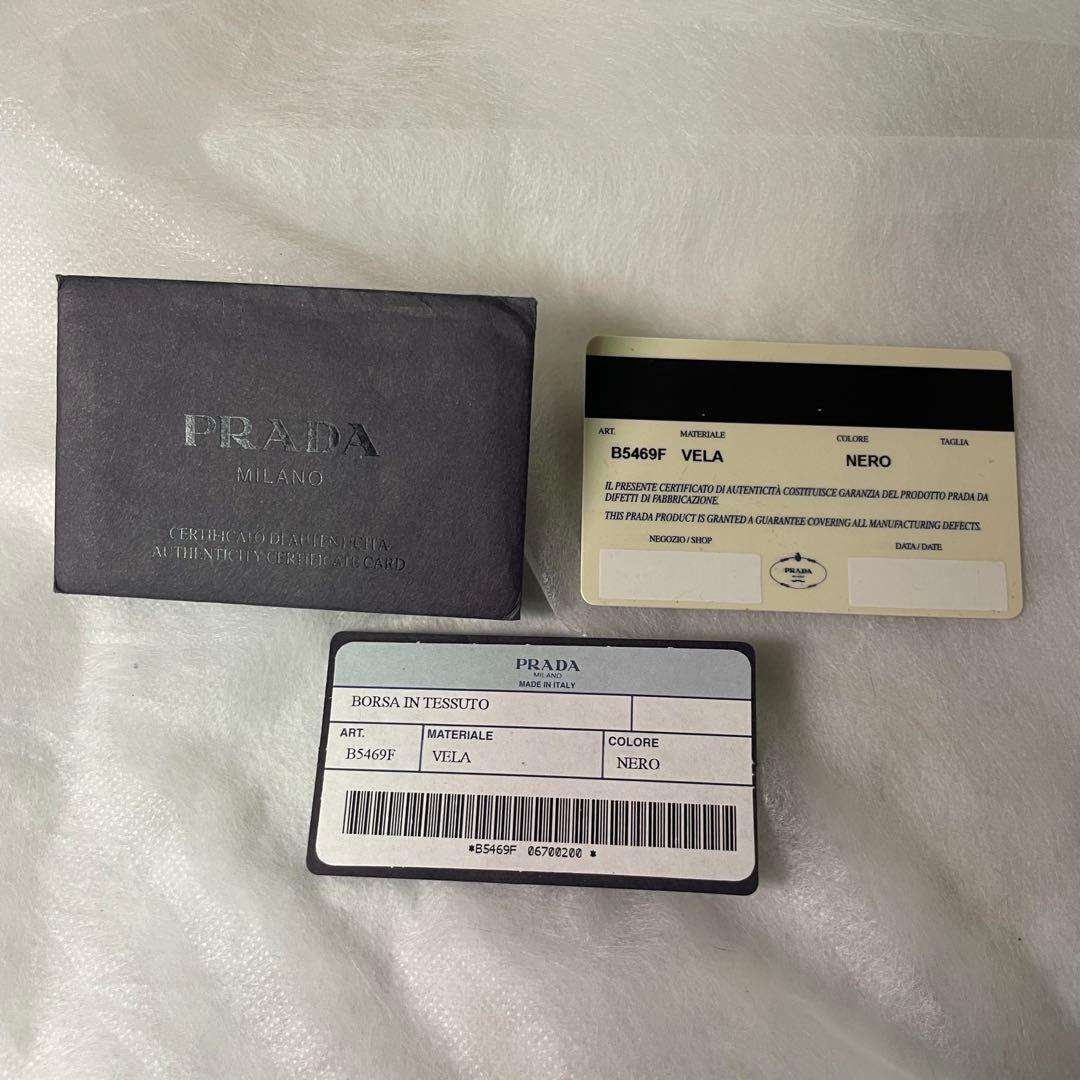 PRADA
MILANO
CERTIFICATO DI AUTENTICITÀ
AUTHENTICITY CERTIFICATE CARD
ART. MATERIALE COLORE TAGLIA
B5469F VELA NERO
IL PRESENTE CERTIFICATO DI AUTENTICITÀ COSTITUISCE GARANZIA DEL PRODOTTO PRADA DA
DIFETTI DI FABBRICAZIONE.
THIS PRADA PRODUCT IS GRANTED A GUARANTEE COVERING ALL MANUFACTURING DEFECTS.
NEGOZIO / SHOP DATA / DATE
PRADA
MILANO
PRADA
MILANO
MADE IN ITALY
BORSA IN TESSUTO
ART. MATERIALE COLORE
B5469F VELA NERO
*B5469F 06700200 *